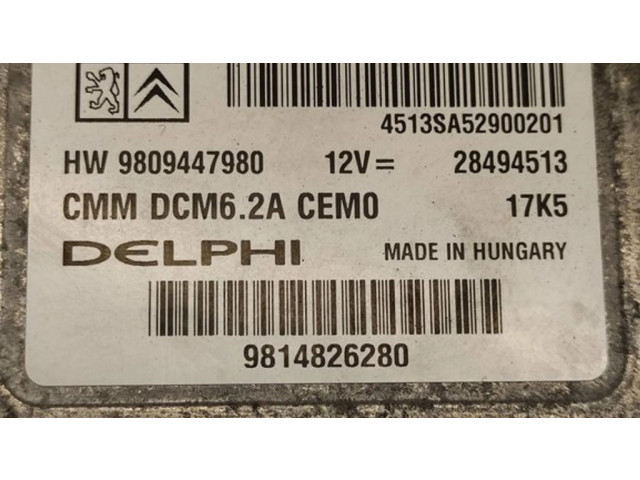 4513SA52900201
HW 9809447980 12V= 28494513
CMM DCM6.2A CEM0 17K5
DELPHI MADE IN HUNGARY
9814826280